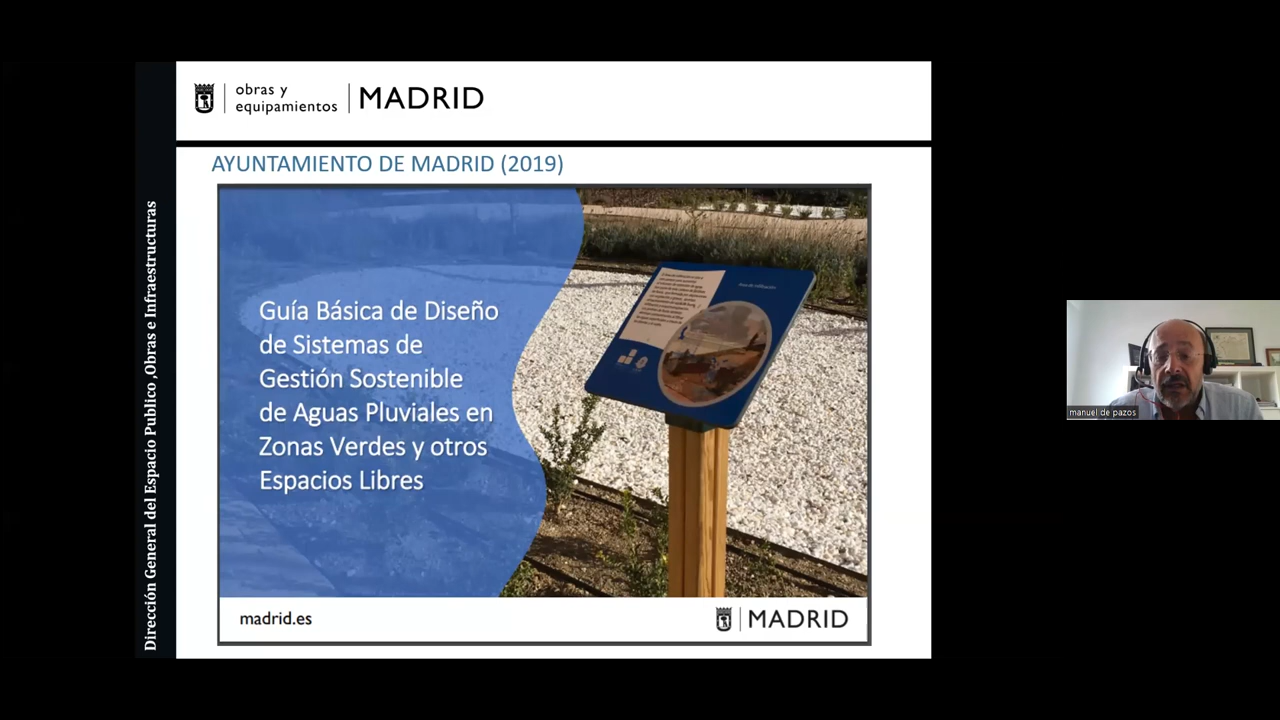 obras y
equipamientos
MADRID
AYUNTAMIENTO DE MADRID (2019)
Dirección General del Espacio Publico ,Obras e Infraestructuras
Guía Básica de Diseño
de Sistemas de
Gestión Sostenible
de Aguas Pluviales en
Zonas Verdes y otros
Espacios Libres
madrid.es
MADRID
manuel de pazos